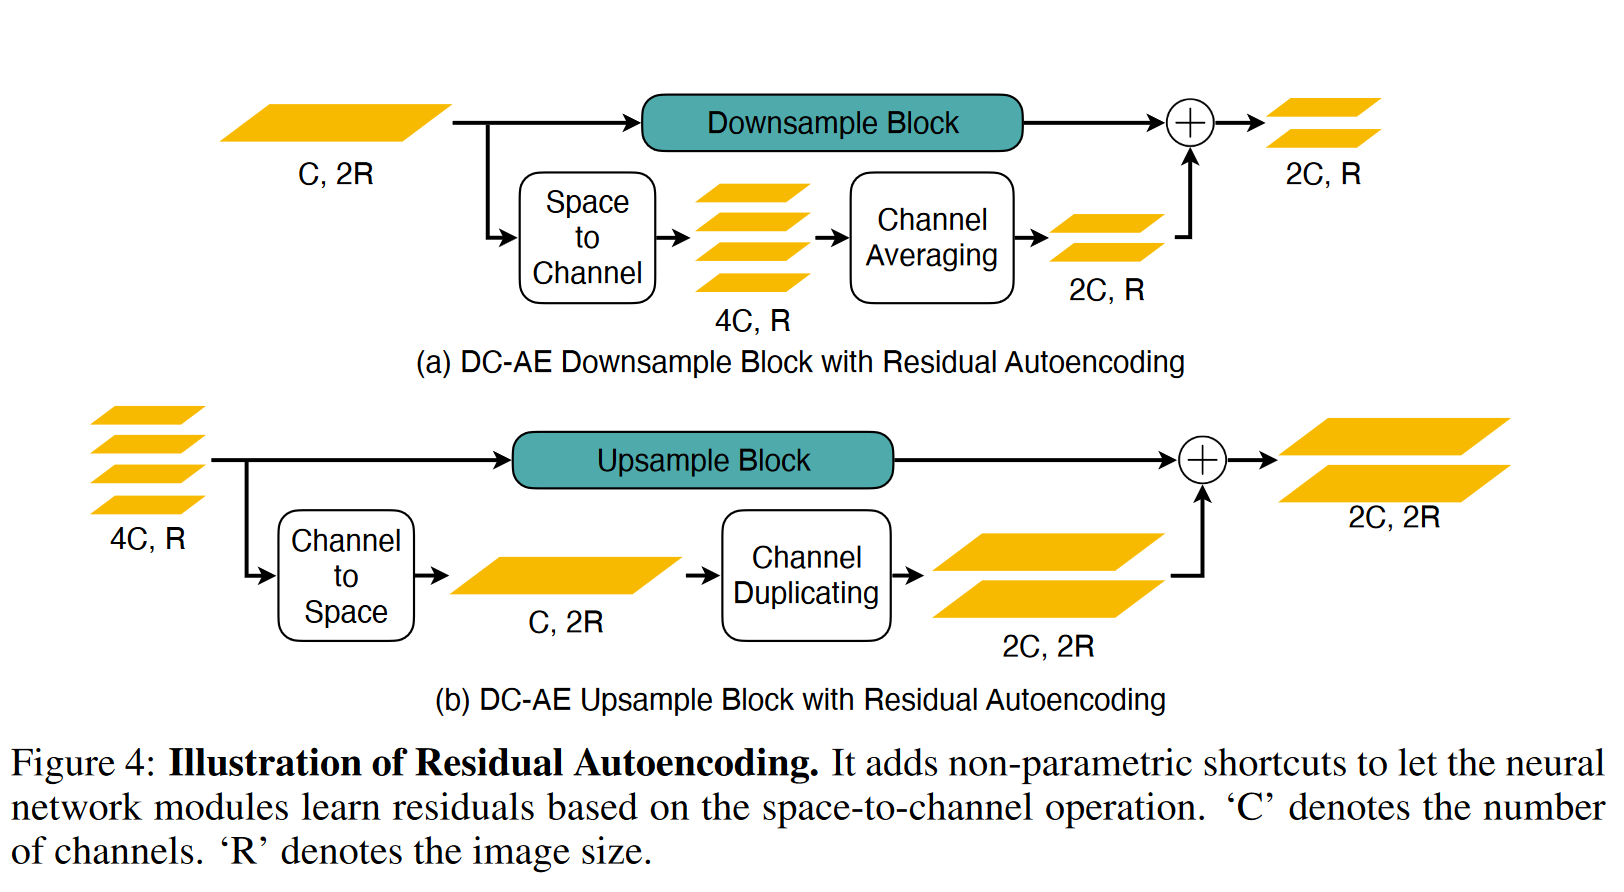 Downsample Block
C, 2R
2C, R
Space
to
Channel
Channel
Averaging
4C, R
2C, R
(a) DC-AE Downsample Block with Residual Autoencoding
Upsample Block
4C, R
2C, 2R
Channel
to
Space
C, 2R
Channel
Duplicating
2C, 2R
(b) DC-AE Upsample Block with Residual Autoencoding
Figure 4: Illustration of Residual Autoencoding. It adds non-parametric shortcuts to let the neural
network modules learn residuals based on the space-to-channel operation. ‘C’ denotes the number
of channels. ‘R’ denotes the image size.